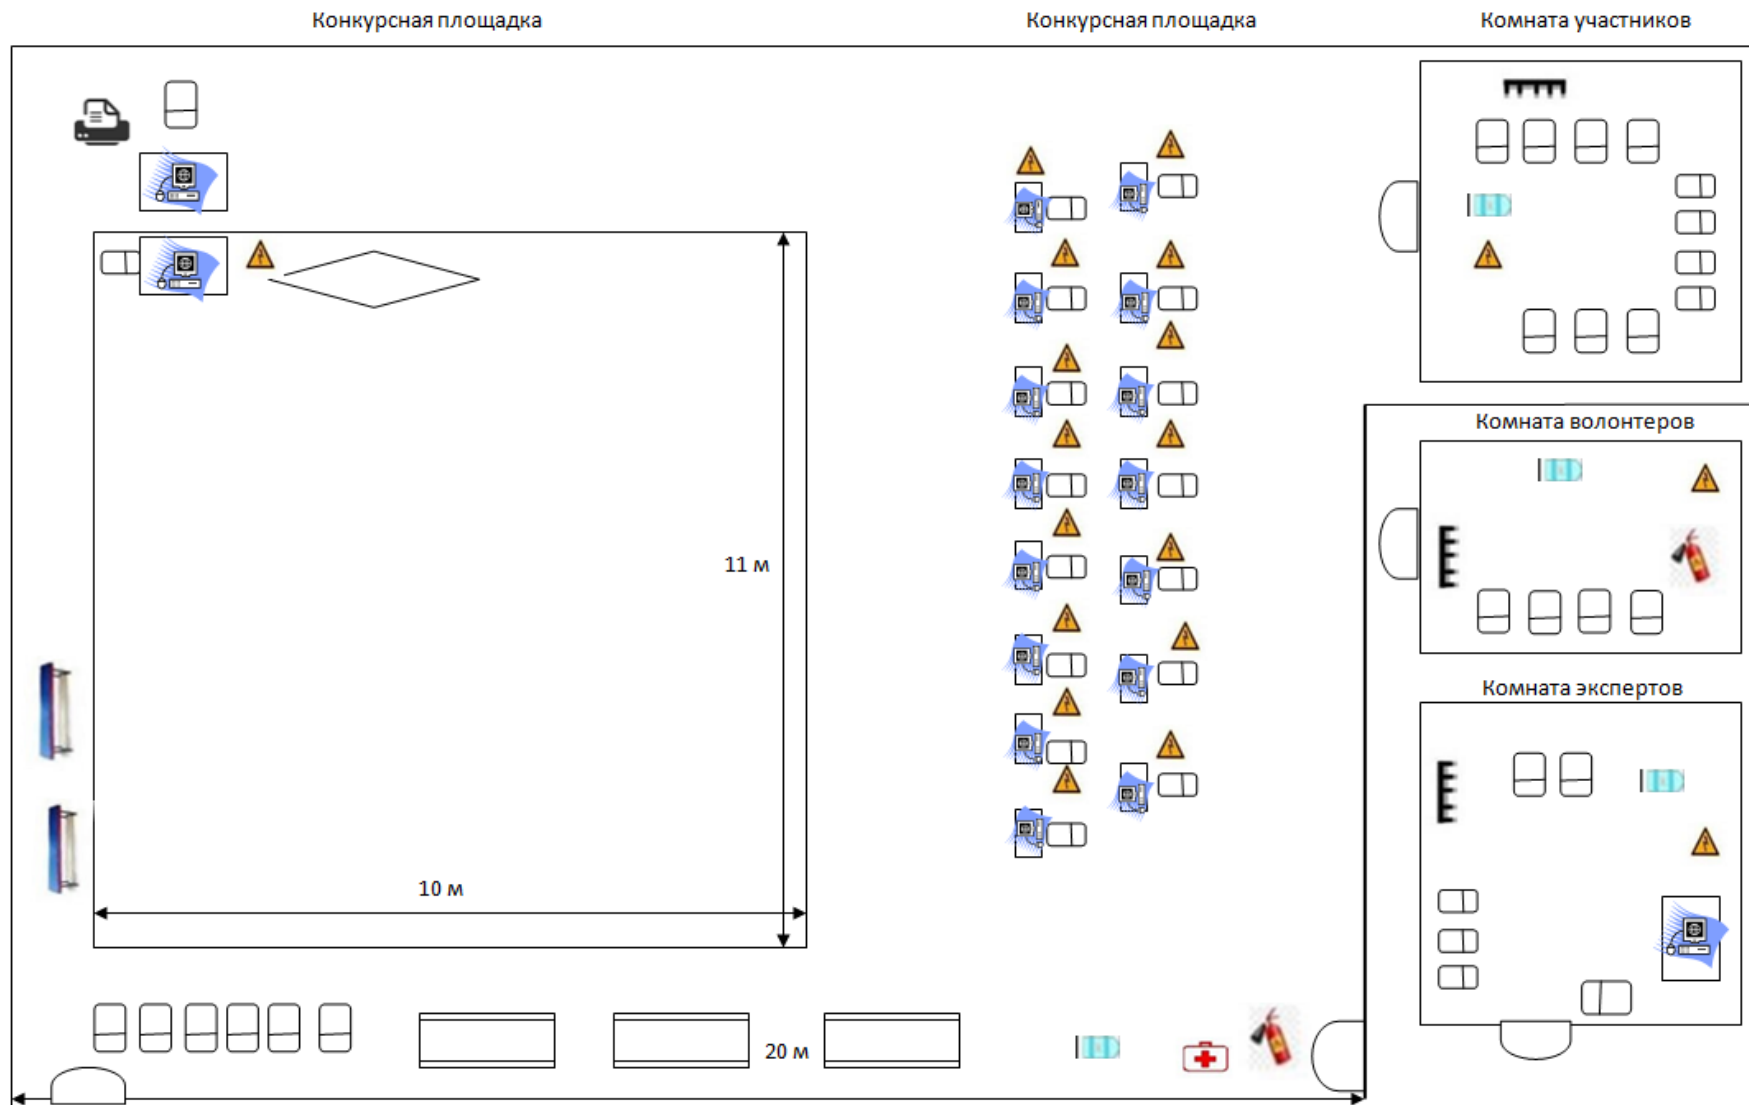 Конкурсная площадка
Конкурсная площадка
Комната участников
Комната волонтеров
11 м
Комната экспертов
10 м
20 м